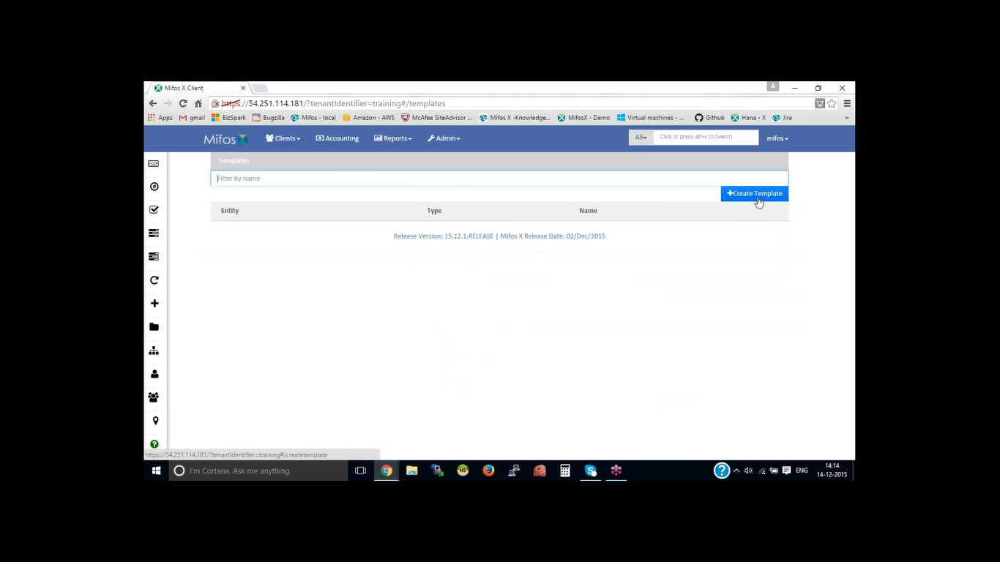 Mifos X Client
https://54.251.114.181/?tenantIdentifier=training#/templates
Apps gmail BizSpark Bugzilla Mifos - local Amazon - AWS McAfee SiteAdvisor ... Mifos X -Knowledge... MifosX - Demo Virtual machines - ... Github Hana - X Jira »
Mifos Clients Accounting Reports Admin All Click or press alt+x to Search mifos
Templates
Filter by name
+Create Template
Entity Type Name
Release Version: 15.12.1.RELEASE | Mifos X Release Date: 02/Dec/2015
https://54.251.114.181/?tenantIdentifier=training#/createtemplate
I'm Cortana. Ask me anything. ENG 14:14
14-12-2015